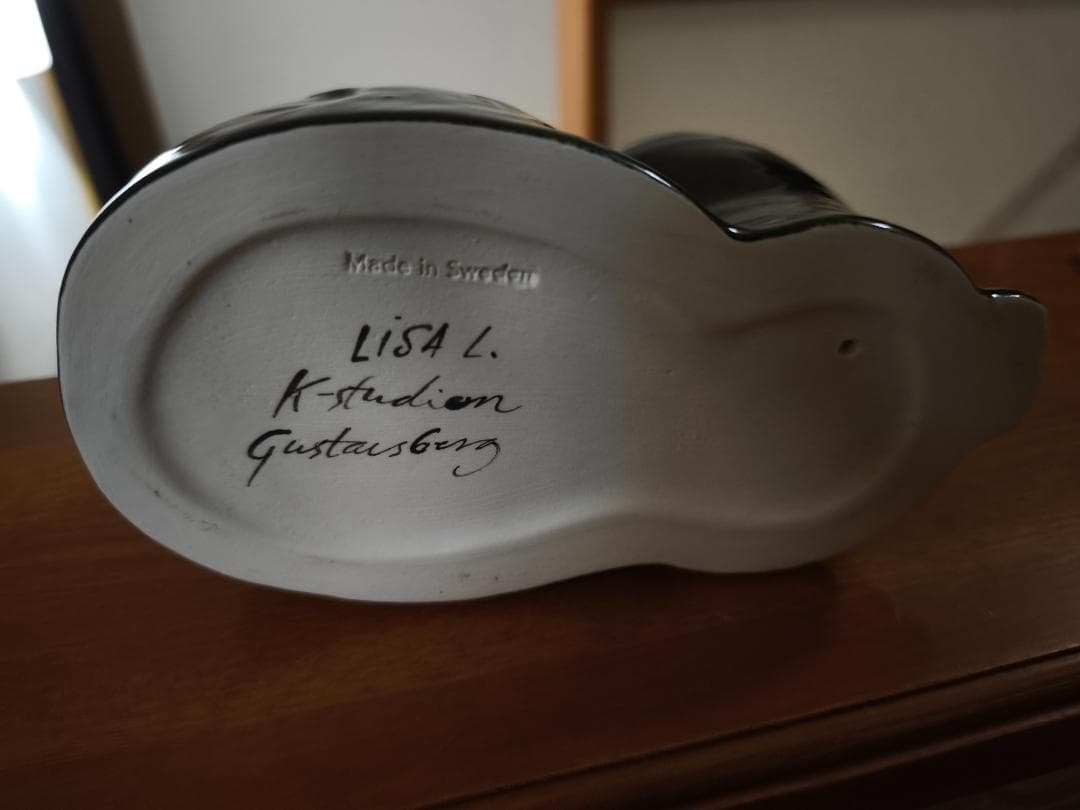 Made in Sweden
LiSA L.
K-studion
Gustavsberg